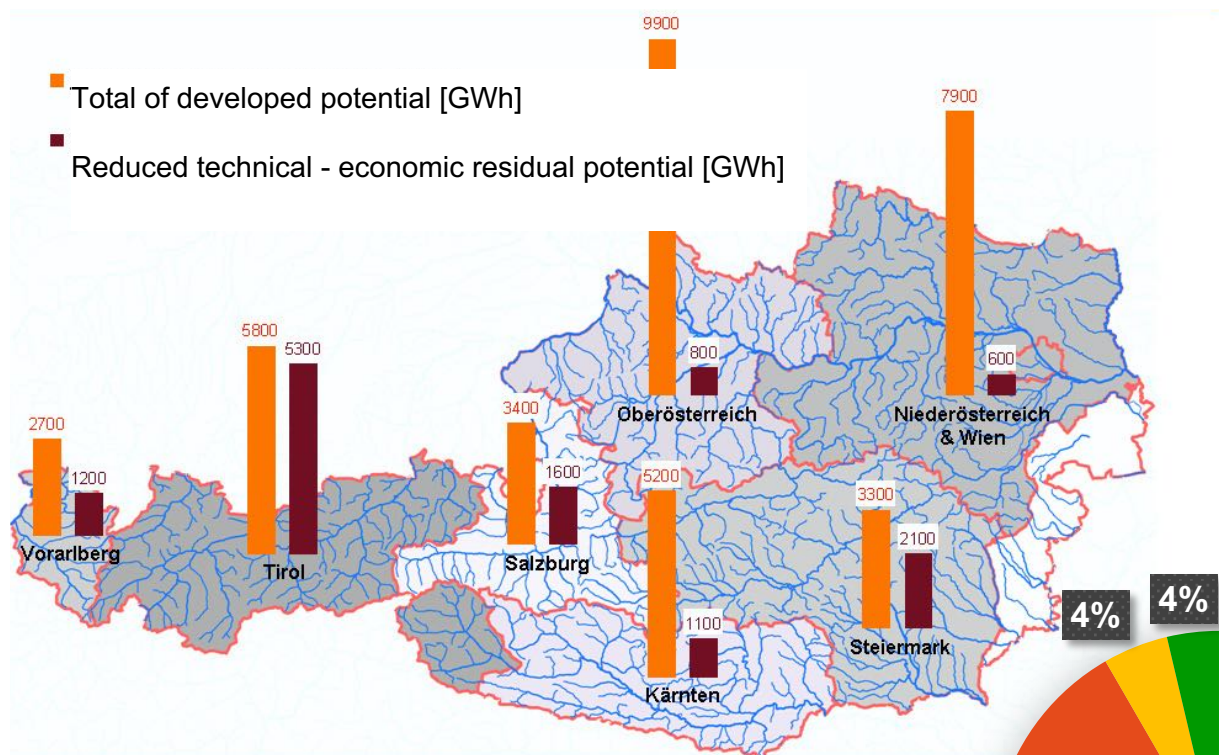 9900
Total of developed potential [GWh]
7900
Reduced technical - economic residual potential [GWh]
5800
5300
800
600
Oberösterreich
Niederösterreich
& Wien
3400
2700
1200
1600
5200
3300
2100
Vorarlberg
Tirol
Salzburg
4%
4%
1100
Steiermark
Kärnten